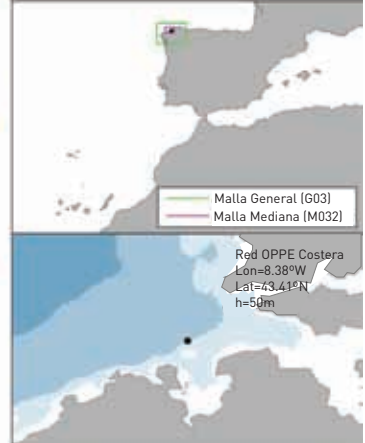 Malla General (G03)
Malla Mediana (M032)
Red OPPE Costera
Lon=8.38ºW
Lat=43.41ºN
h=50m